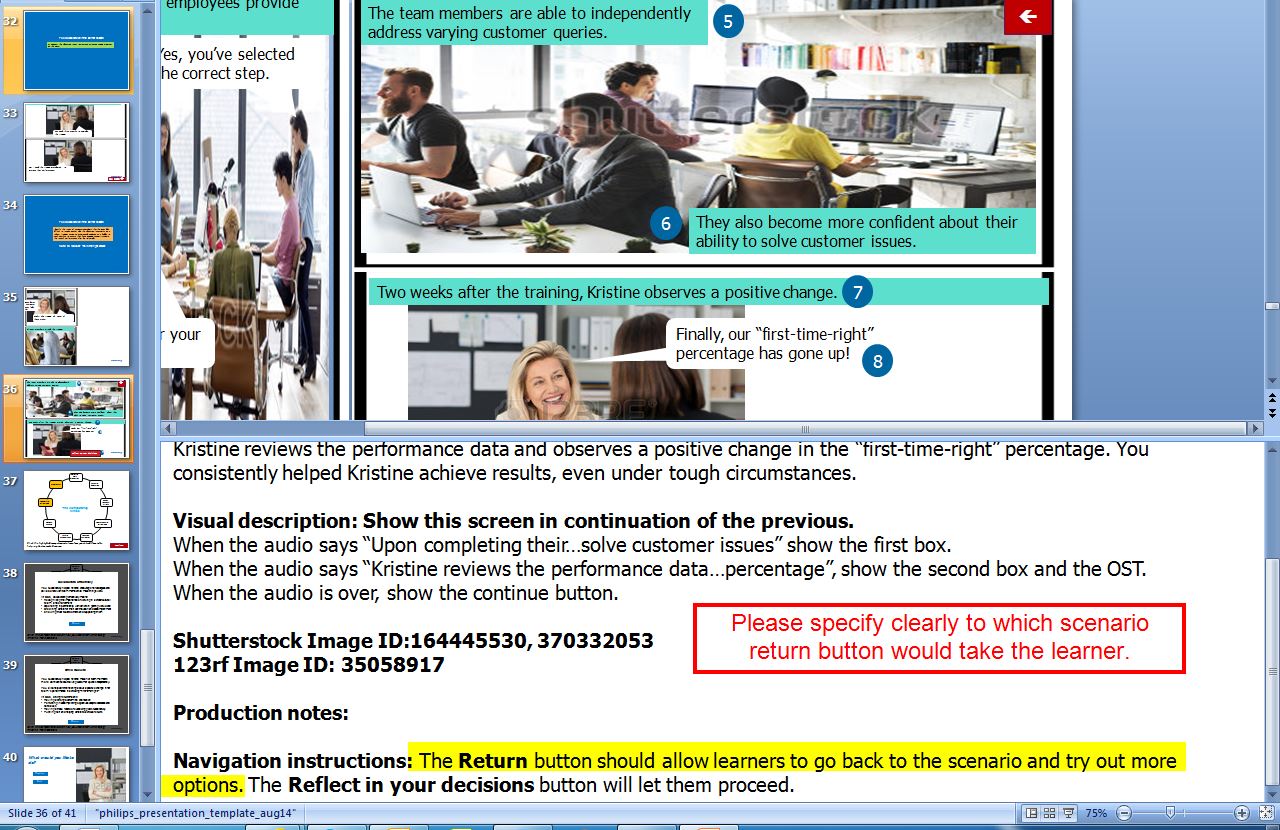 employees provide
Yes, you've selected
he correct step.
The team members are able to independently
address varying customer queries.
5
shutterstock
6
They also become more confident about their
ability to solve customer issues.
r your
Two weeks after the training, Kristine observes a positive change.
7
Finally, our “first-time-right”
percentage has gone up!
8
32
33
34
35
36
37
38
39
40
Kristine reviews the performance data and observes a positive change in the “first-time-right” percentage. You
consistently helped Kristine achieve results, even under tough circumstances.
Visual description: Show this screen in continuation of the previous.
When the audio says “Upon completing their…solve customer issues” show the first box.
When the audio says “Kristine reviews the performance data…percentage”, show the second box and the OST.
When the audio is over, show the continue button.
Shutterstock Image ID:164445530, 370332053
123rf Image ID: 35058917
Please specify clearly to which scenario
return button would take the learner.
Production notes:
Navigation instructions: The Return button should allow learners to go back to the scenario and try out more
options. The Reflect in your decisions button will let them proceed.
Slide 36 of 41
"philips_presentation_template_aug14"
75%